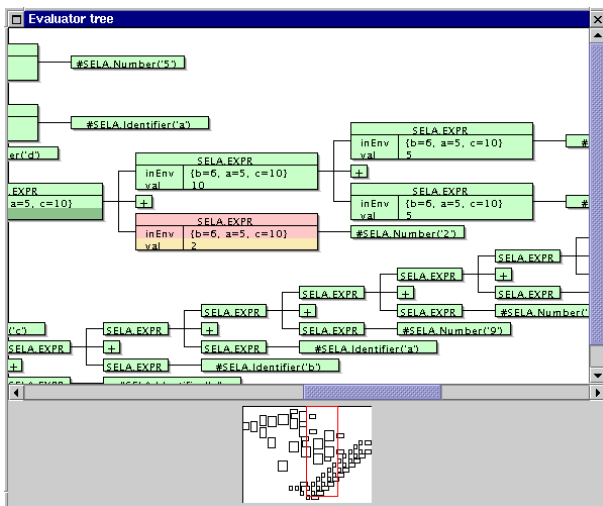 Evaluator tree
#SELA.Number('5')
#SELA.Identifier('a')
er('d')
SELA.EXPR
inEnv {b=6, a=5, c=10}
val 5
+
SELA.EXPR
inEnv {b=6, a=5, c=10}
val 5
SELA.EXPR
inEnv {b=6, a=5, c=10}
val 10
+
SELA.EXPR
inEnv {b=6, a=5, c=10}
val 2
#SELA.Number('2')
.EXPR
a=5, c=10}
SELA.EXPR
+
SELA.EXPR
SELA.EXPR
+
SELA.EXPR
#SELA.Number('
SELA.EXPR
+
SELA.EXPR
#SELA.Number('9')
SELA.EXPR
+
SELA.EXPR
#SELA.Identifier('a')
('c')
SELA.EXPR
+
SELA.EXPR
#SELA.Identifier('b')
SELA.EXPR
+
SELA.EXPR